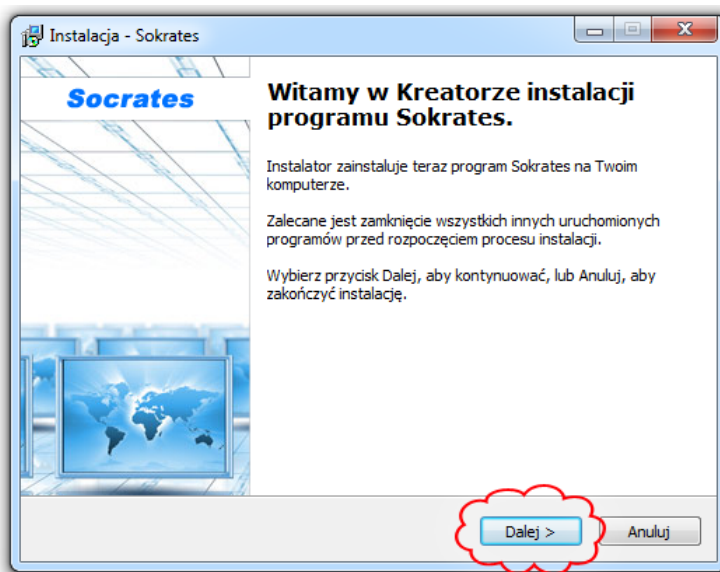 Instalacja - Sokrates
Socrates
Witamy w Kreatorze instalacji
programu Sokrates.
Instalator zainstaluje teraz program Sokrates na Twoim
komputerze.
Zalecane jest zamknięcie wszystkich innych uruchomionych
programów przed rozpoczęciem procesu instalacji.
Wybierz przycisk Dalej, aby kontynuować, lub Anuluj, aby
zakończyć instalację.
Dalej >
Anuluj